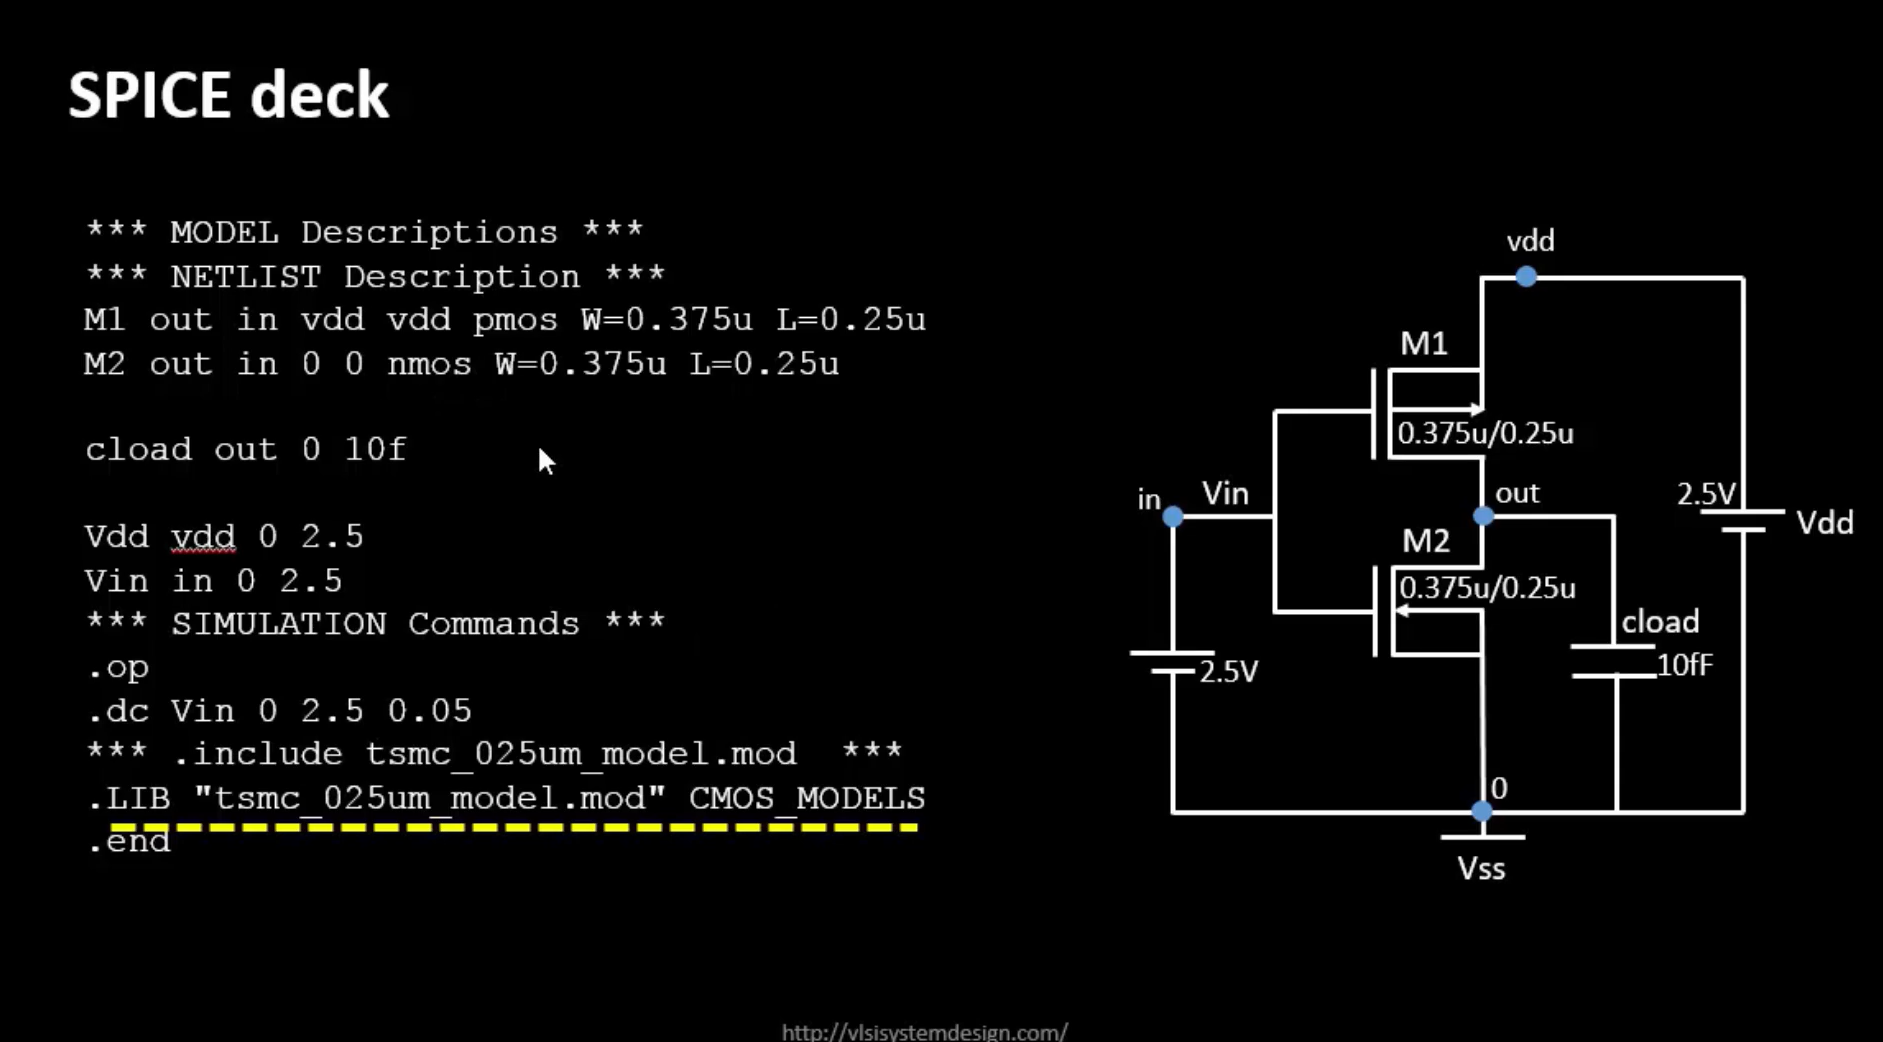 SPICE deck
*** MODEL Descriptions ***
*** NETLIST Description ***
M1 out in vdd vdd pmos W=0.375u L=0.25u
M2 out in 0 0 nmos W=0.375u L=0.25u
cload out 0 10f
Vdd vdd 0 2.5
Vin in 0 2.5
*** SIMULATION Commands ***
.op
.dc Vin 0 2.5 0.05
*** .include tsmc_025um_model.mod ***
.LIB "tsmc_025um_model.mod" CMOS_MODELS
.end
vdd
M1
0.375u/0.25u
in
Vin
out
2.5V
Vdd
M2
0.375u/0.25u
cload
10fF
2.5V
0
Vss
http://vlsisystemdesign.com/